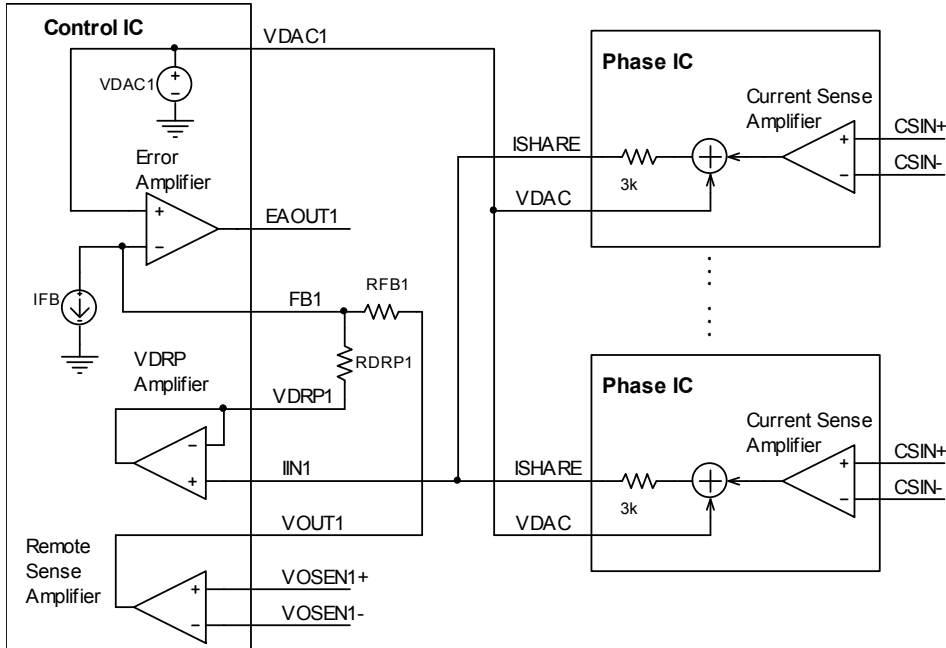 Control IC
VDAC1
VDAC1
Error
Amplifier
EAOUT1
IFB
FB1
RFB1
RDRP1
VDRP
Amplifier
VDRP1
IIN1
VOUT1
Remote
Sense
Amplifier
VOSEN1+
VOSEN1-
Phase IC
Current Sense
Amplifier
CSIN+
CSIN-
ISHARE
3k
VDAC
Phase IC
Current Sense
Amplifier
CSIN+
CSIN-
ISHARE
3k
VDAC